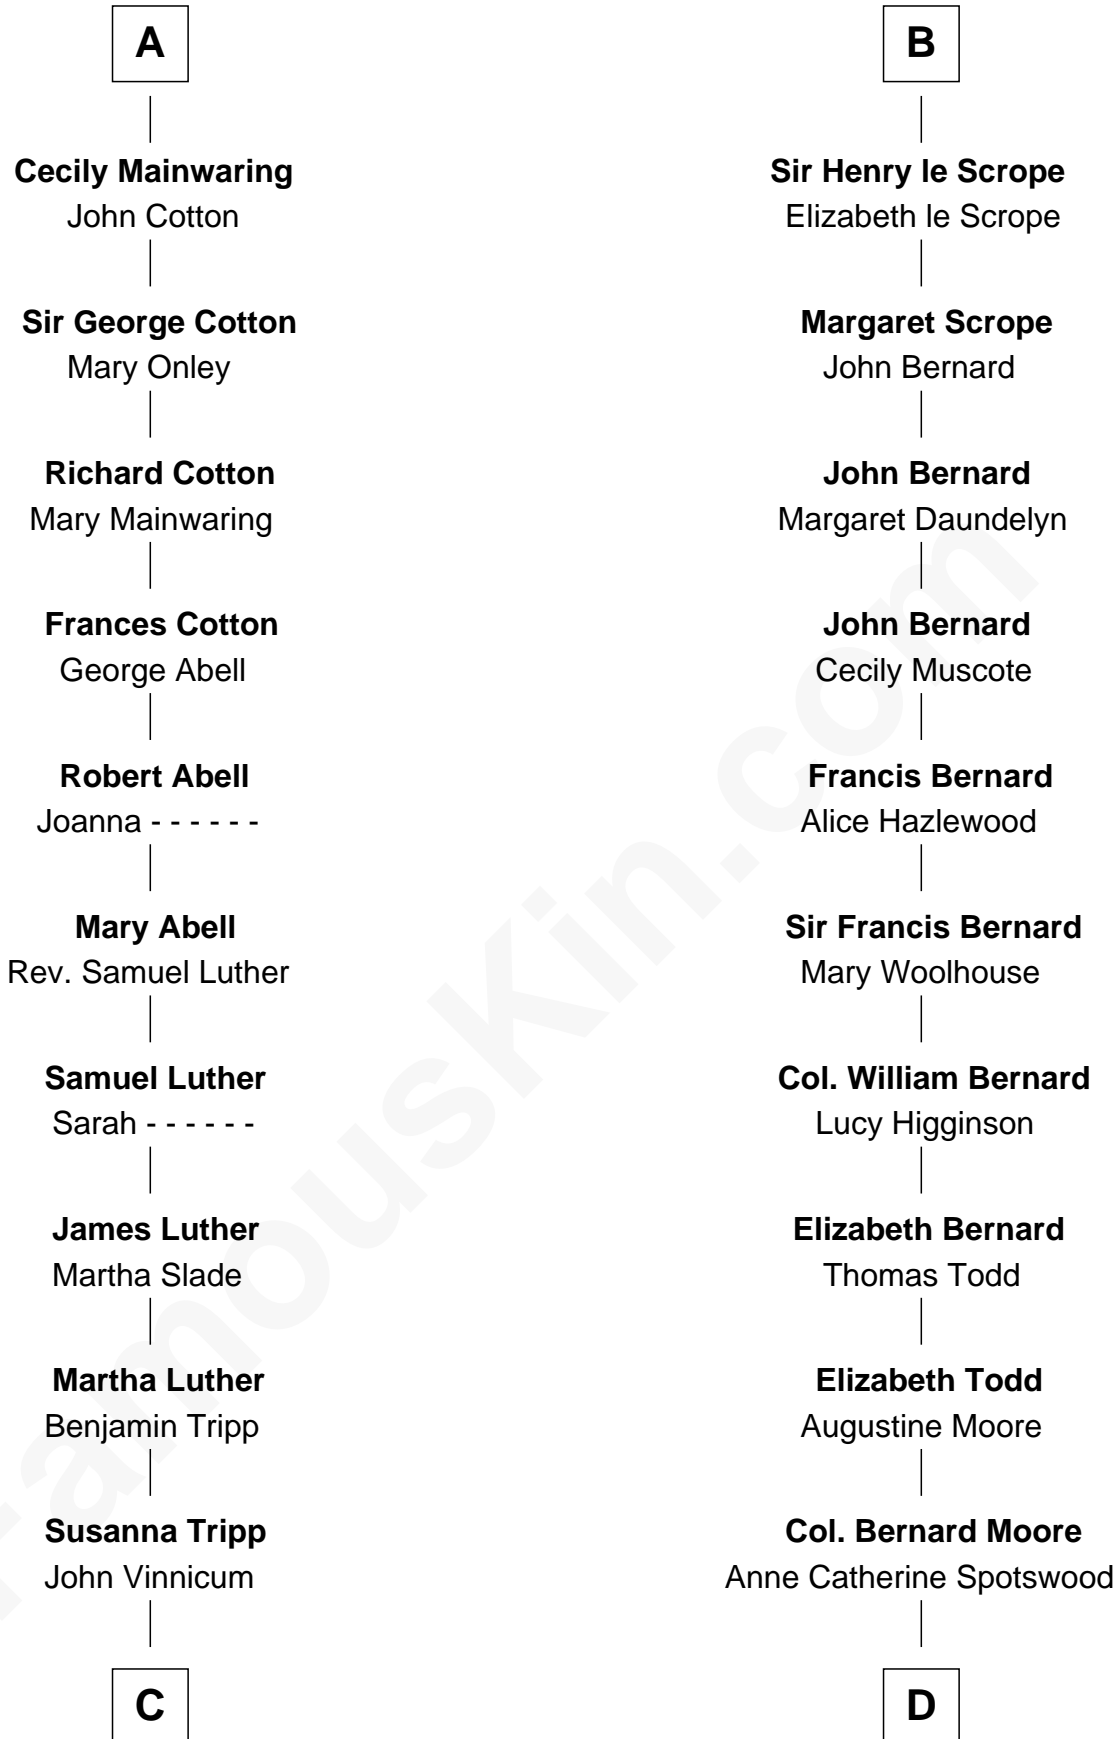 A
Cecily Mainwaring
John Cotton
Sir George Cotton
Mary Onley
Richard Cotton
Mary Mainwaring
Frances Cotton
George Abell
Robert Abell
Joanna - - - - - -
Mary Abell
Rev. Samuel Luther
Samuel Luther
Sarah - - - - - -
James Luther
Martha Slade
Martha Luther
Benjamin Tripp
Susanna Tripp
John Vinnicum
C
B
Sir Henry le Scrope
Elizabeth le Scrope
Margaret Scrope
John Bernard
John Bernard
Margaret Daundelyn
John Bernard
Cecily Muscote
Francis Bernard
Alice Hazlewood
Sir Francis Bernard
Mary Woolhouse
Col. William Bernard
Lucy Higginson
Elizabeth Bernard
Thomas Todd
Elizabeth Todd
Augustine Moore
Col. Bernard Moore
Anne Catherine Spotswood
D
FamousKin.com